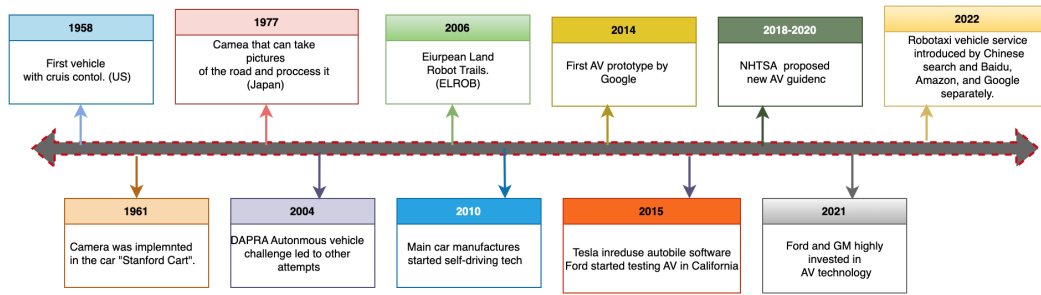 1958
First vehicle
with cruis contol. (US)
1977
Camea that can take
pictures
of the road and proccess it
(Japan)
2006
Eiurpean Land
Robot Trails.
(ELROB)
2014
First AV prototype by
Google
2018-2020
NHTSA proposed
new AV guidenc
2022
Robotaxi vehicle service
introduced by Chinese
search and Baidu,
Amazon, and Google
separately.
1961
Camera was implemnted
in the car "Stanford Cart".
2004
DAPRA Autonmous vehicle
challenge led to other
attempts
2010
Main car manufactures
started self-driving tech
2015
Tesla inreduse autobile software
Ford started testing AV in California
2021
Ford and GM highly
invested in
AV technology